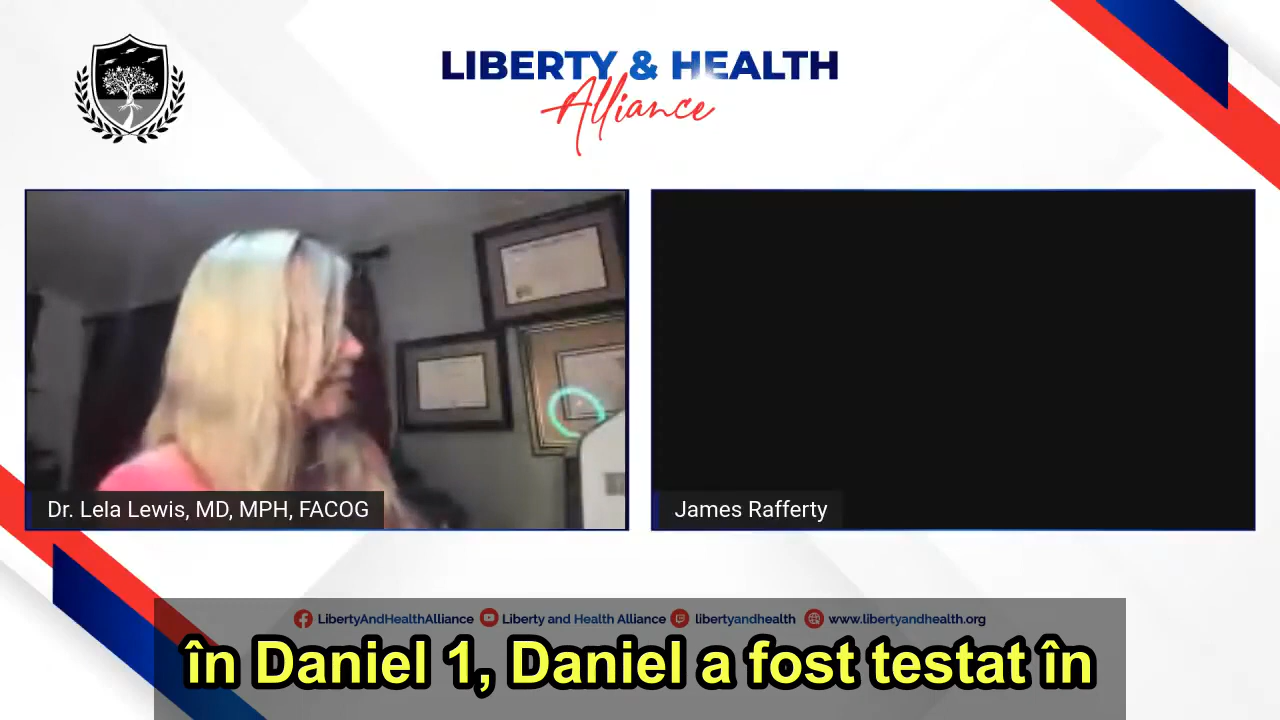 LIBERTY & HEALTH
Alliance
Dr. Lela Lewis, MD, MPH, FACOG
James Rafferty
LibertyAndHealthAlliance Liberty and Health Alliance libertyandhealth www.libertyandhealth.org
în Daniel 1, Daniel a fost testat în